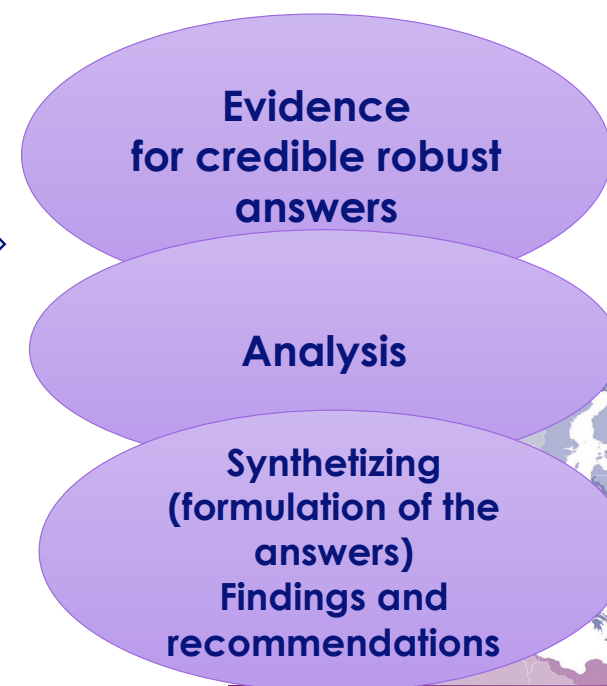 Evidence
for credible robust
answers
Analysis
Synthetizing
(formulation of the
answers)
Findings and
recommendations